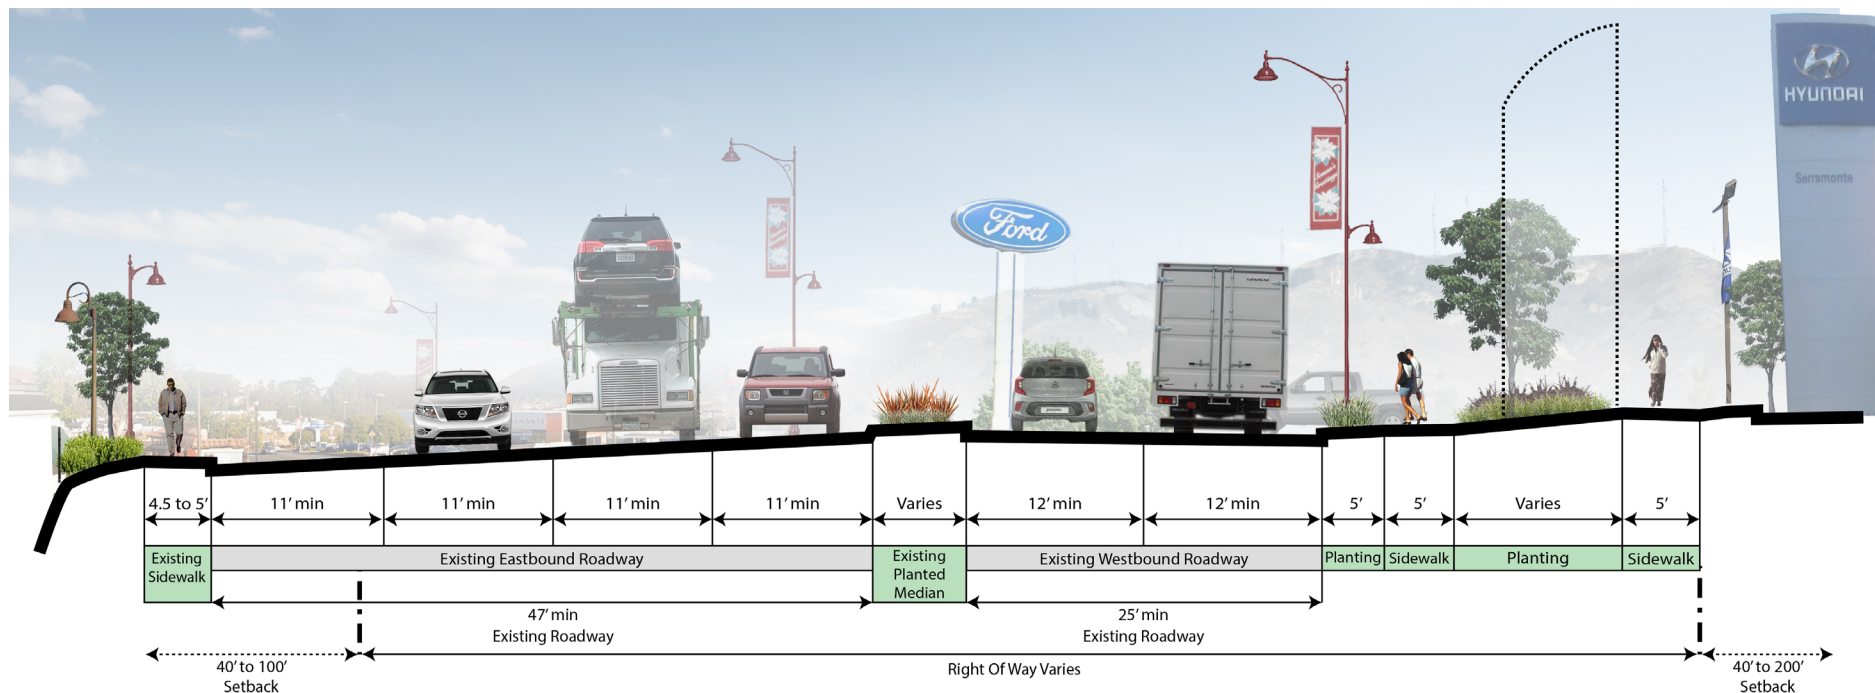 HYUNDAI
Serramonte
Ford
4.5 to 5’
11’ min
11’ min
11’ min
11’ min
Varies
12’ min
12’ min
5’
5’
Varies
5’
Existing
Sidewalk
Existing Eastbound Roadway
Existing
Planted
Median
Existing Westbound Roadway
Planting
Sidewalk
Planting
Sidewalk
47’ min
Existing Roadway
25’ min
Existing Roadway
40’ to 100’
Setback
Right Of Way Varies
40’ to 200’
Setback